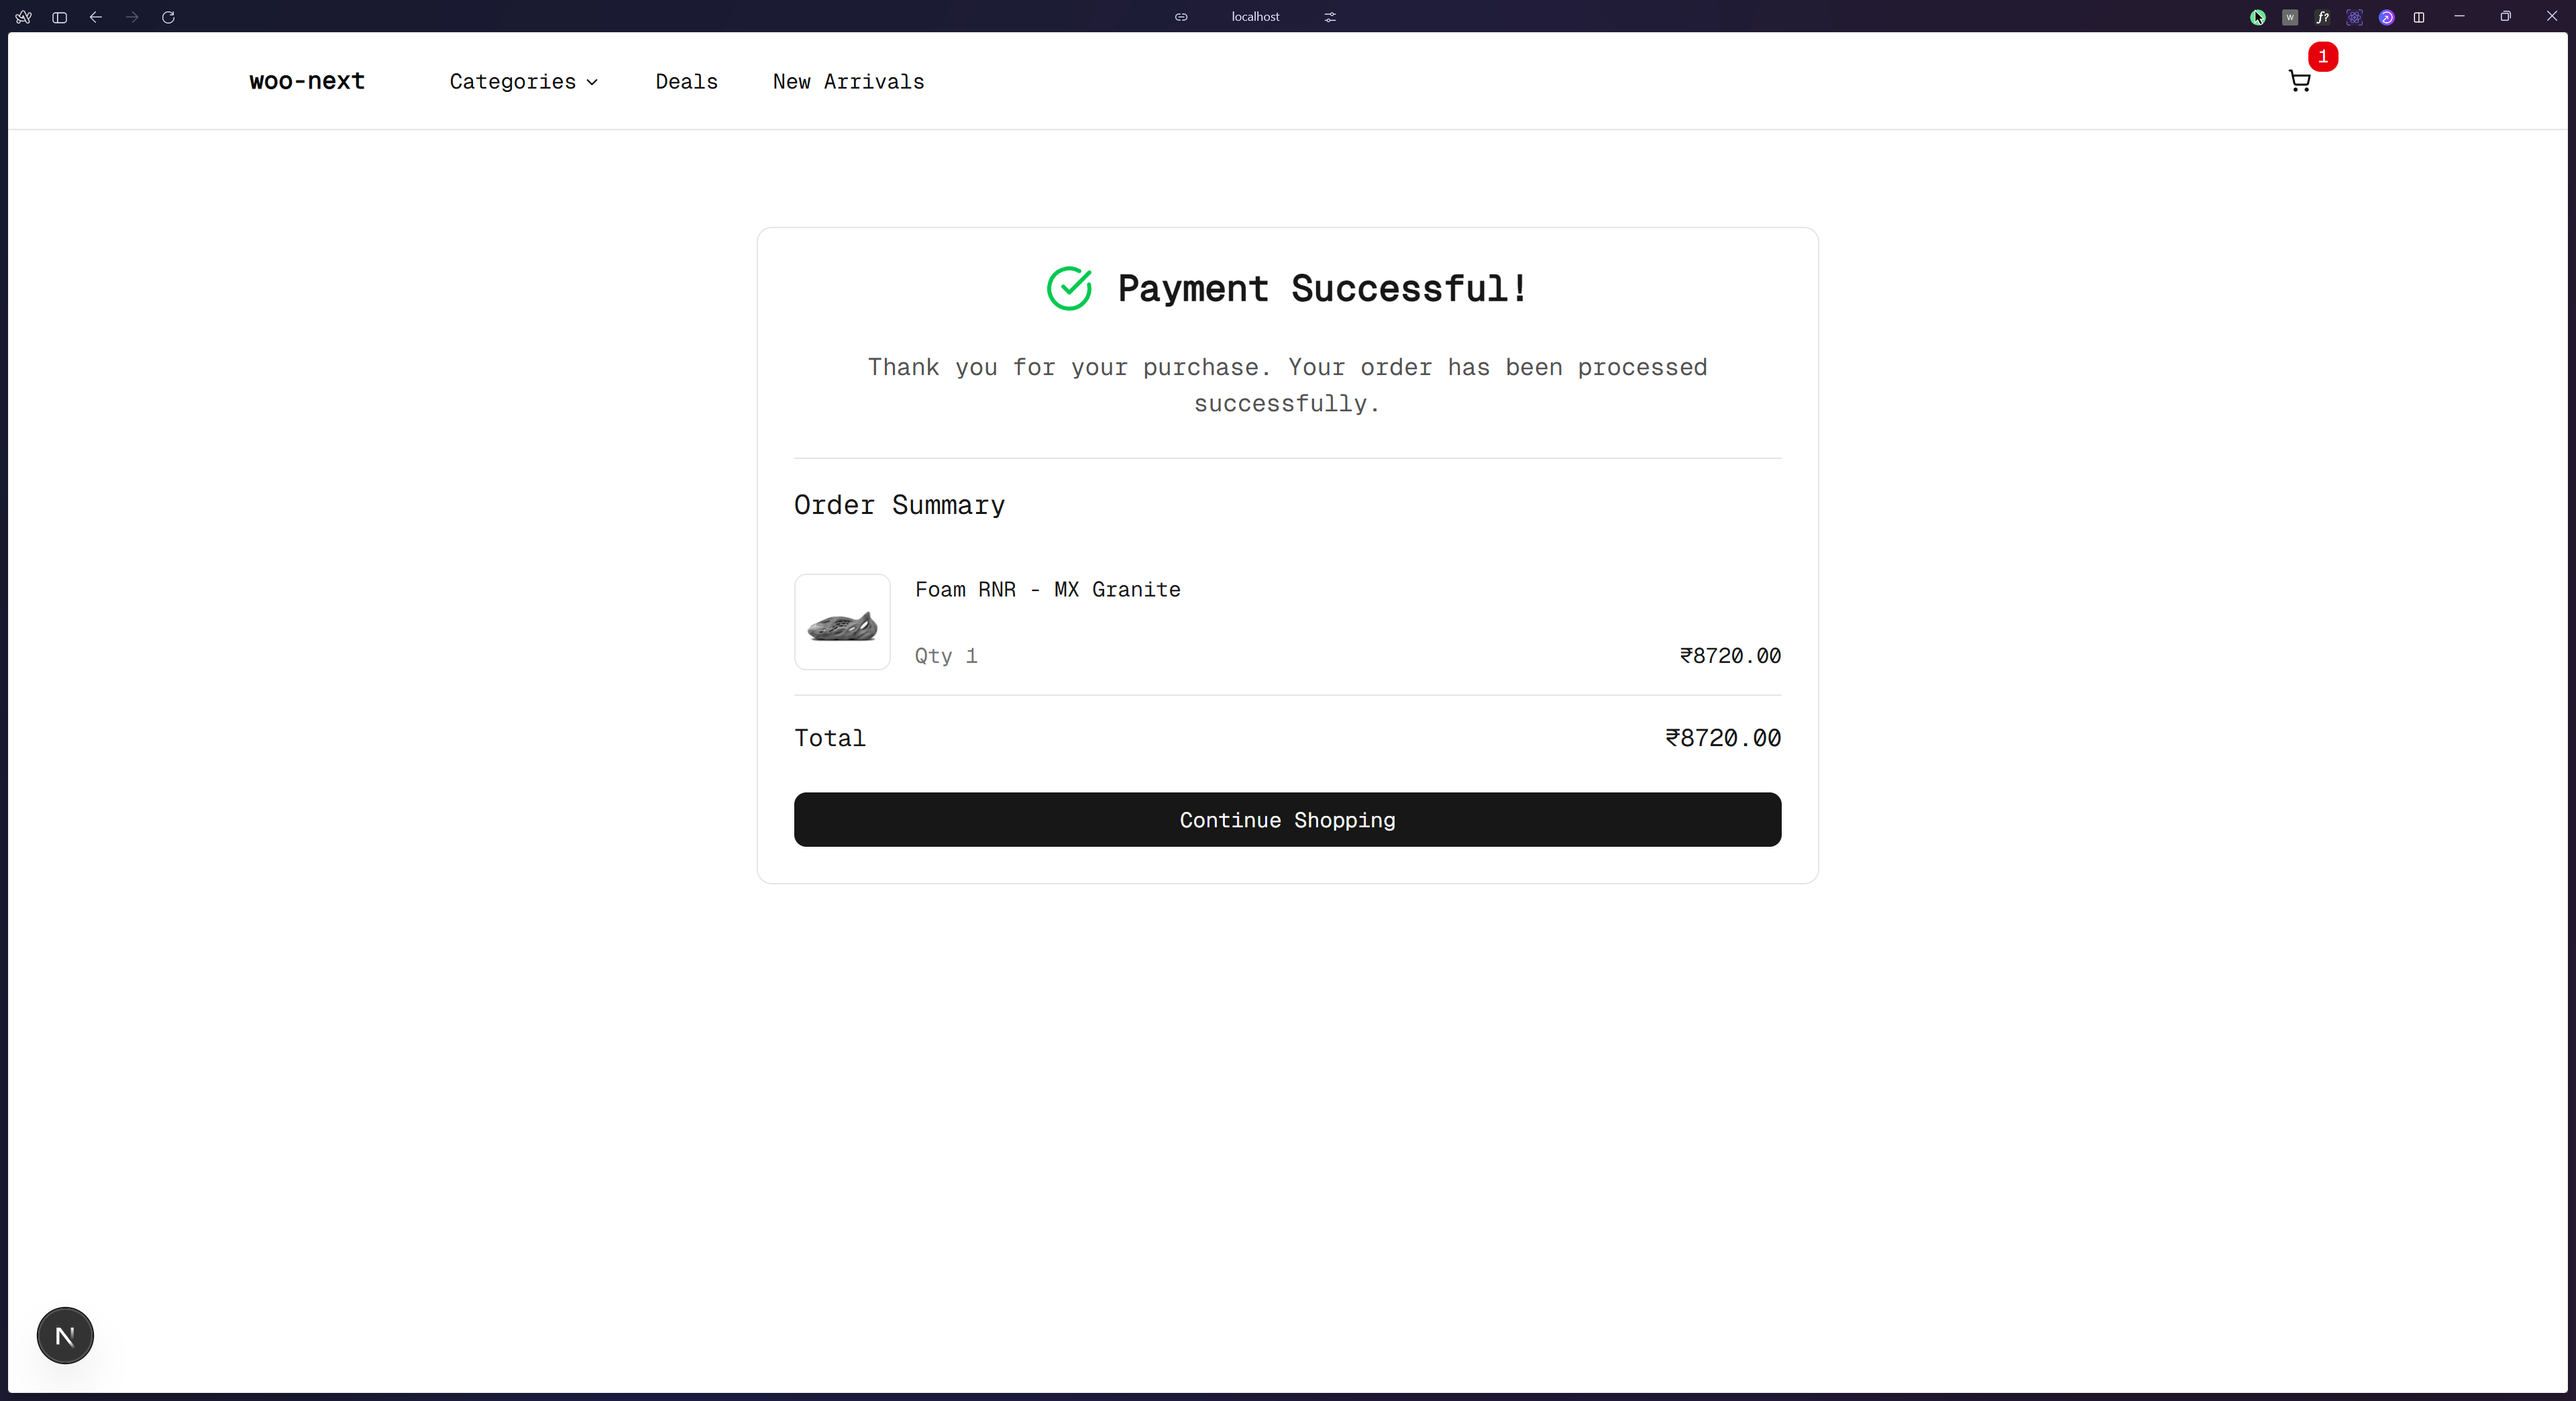 localhost
W
f?
woo-next
Categories
Deals
New Arrivals
1
Payment Successful!
Thank you for your purchase. Your order has been processed
successfully.
Order Summary
Foam RNR - MX Granite
Qty 1
₹8720.00
Total
₹8720.00
Continue Shopping
N